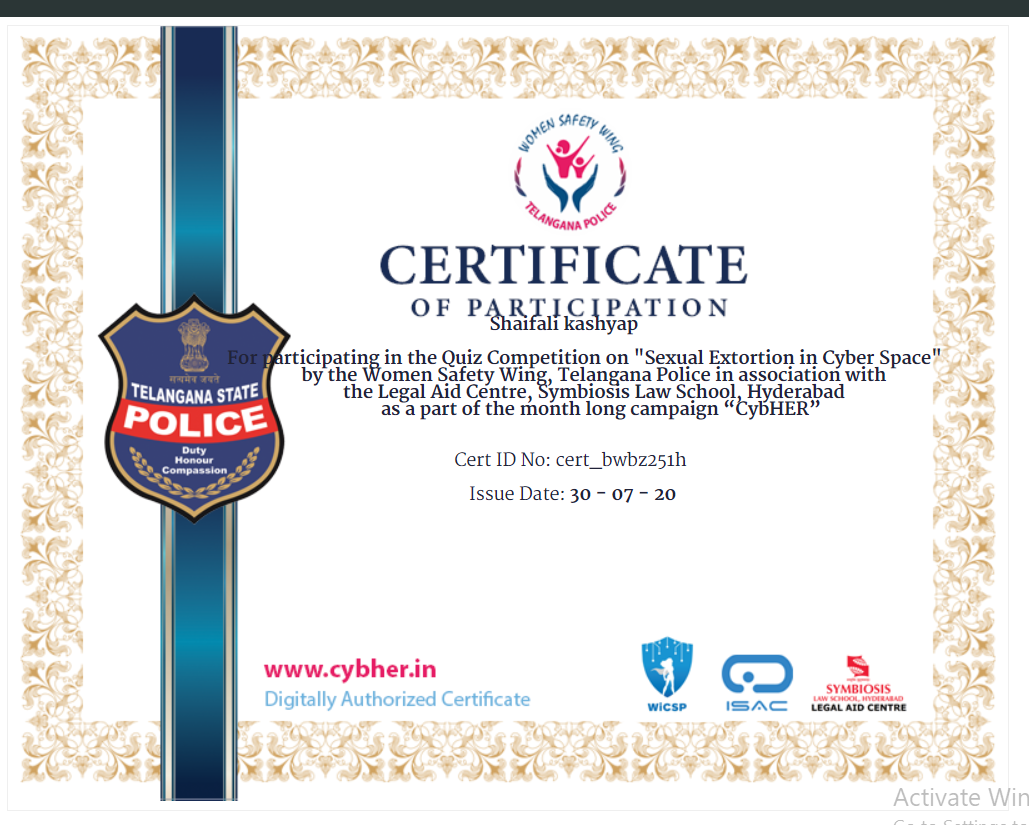 WOMEN SAFETY WING
TELANGANA POLICE
CERTIFICATE
OF PARTICIPATION
Shaifali kashyap
For participating in the Quiz Competition on "Sexual Extortion in Cyber Space"
by the Women Safety Wing, Telangana Police in association with
the Legal Aid Centre, Symbiosis Law School, Hyderabad
as a part of the month long campaign “CybHER”
सत्यमेव जयते
TELANGANA STATE
POLICE
Duty
Honour
Compassion
Cert ID No: cert_bwbz251h
Issue Date: 30 - 07 - 20
www.cybher.in
Digitally Authorized Certificate
WiCSP
ISAC
SYMBIOSIS
LAW SCHOOL, HYDERABAD
LEGAL AID CENTRE
Activate Win